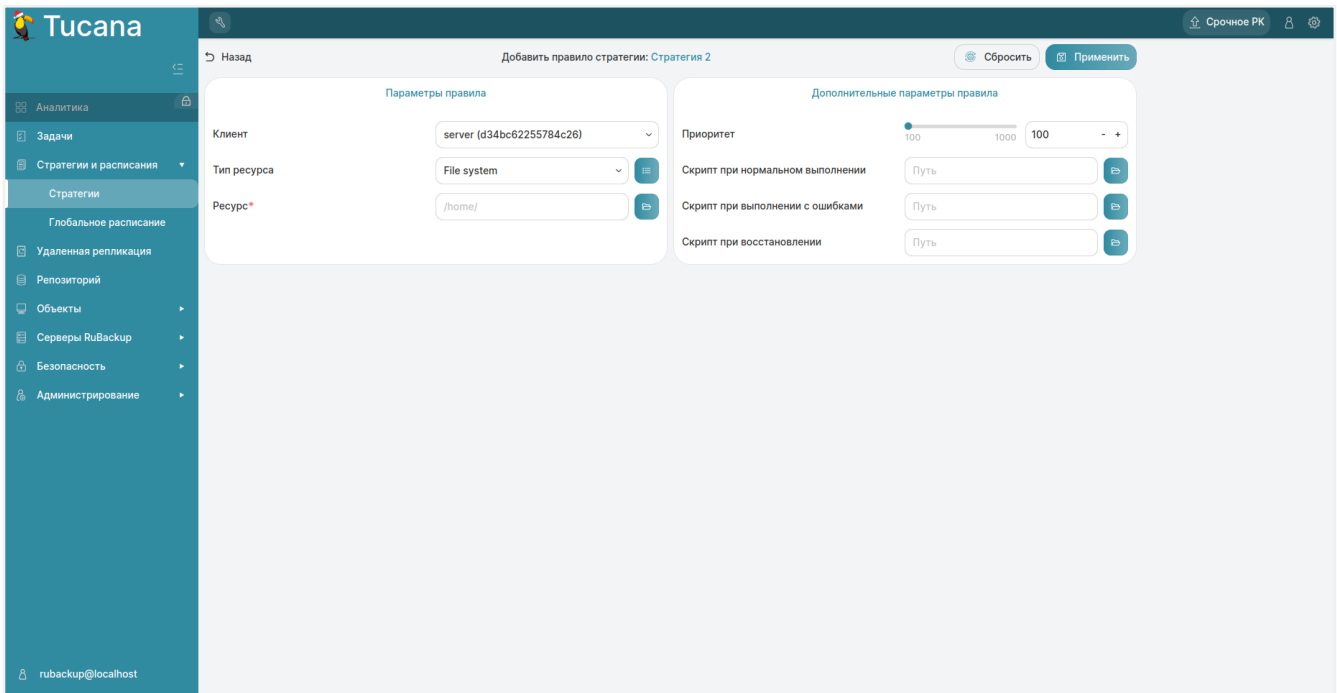 Tucana
Срочное РК
Назад
Добавить правило стратегии: Стратегия 2
Сбросить
Применить
Аналитика
Задачи
Стратегии и расписания
Стратегии
Глобальное расписание
Удаленная репликация
Репозиторий
Объекты
Серверы RuBackup
Безопасность
Администрирование
rubackup@localhost
Параметры правила
Клиент
server (d34bc62255784c26)
Тип ресурса
File system
Ресурс*
/home/
Дополнительные параметры правила
Приоритет
100 1000
100 - +
Скрипт при нормальном выполнении
Путь
Скрипт при выполнении с ошибками
Путь
Скрипт при восстановлении
Путь